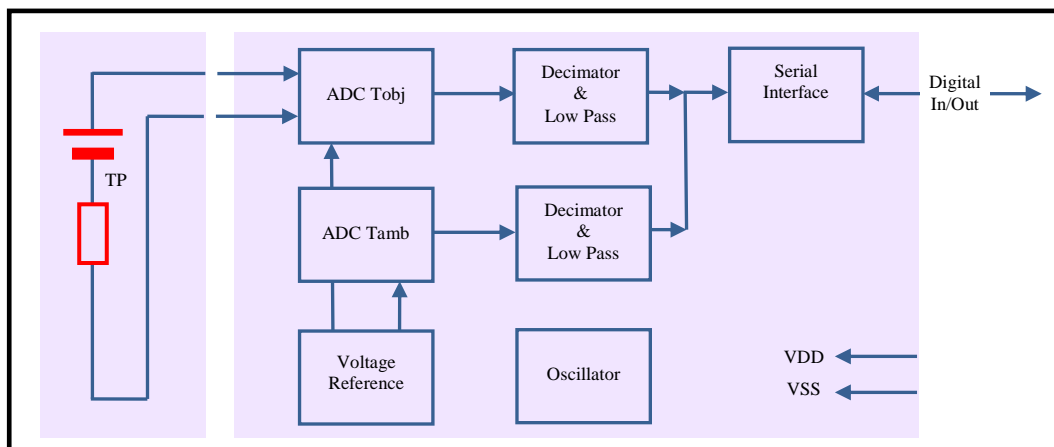 ADC Tobj
Decimator
&
Low Pass
Serial
Interface
Digital
In/Out
TP
ADC Tamb
Decimator
&
Low Pass
Voltage
Reference
Oscillator
VDD
VSS